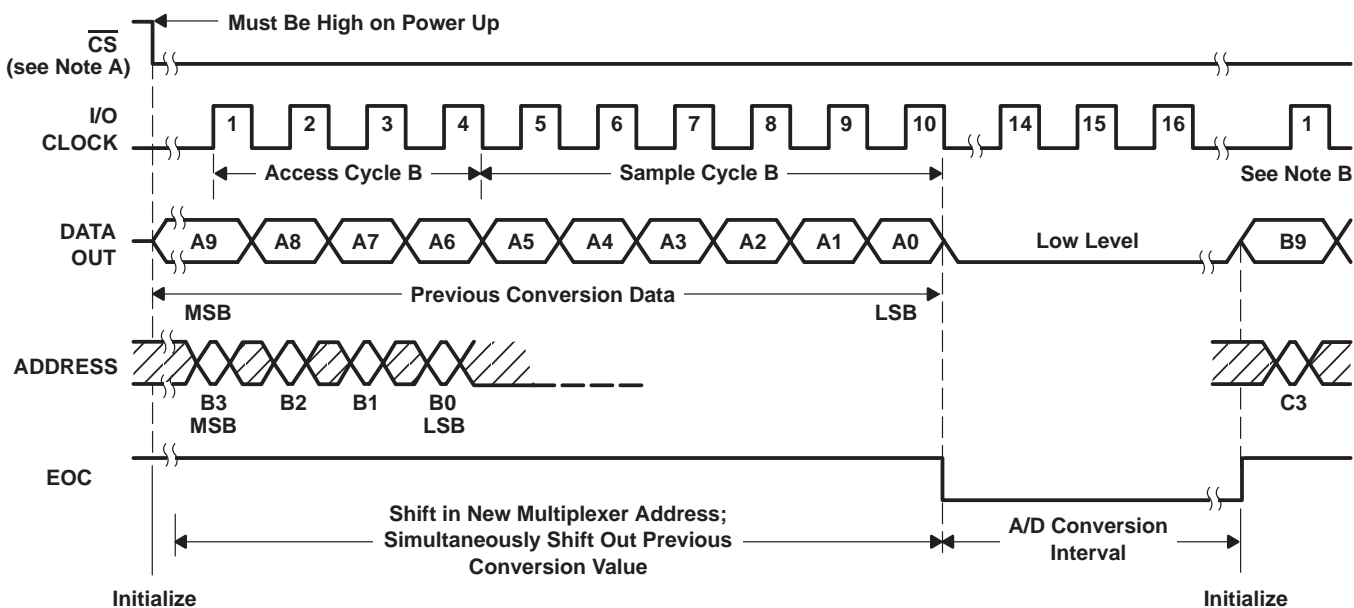 Must Be High on Power Up
CS
(see Note A)
I/O
CLOCK
1 2 3 4 5 6 7 8 9 10 14 15 16 1
Access Cycle B
Sample Cycle B
See Note B
DATA
OUT
A9 A8 A7 A6 A5 A4 A3 A2 A1 A0 Low Level B9
Previous Conversion Data
MSB LSB
ADDRESS
B3 B2 B1 B0 C3
MSB LSB
EOC
Shift in New Multiplexer Address;
Simultaneously Shift Out Previous
Conversion Value
A/D Conversion
Interval
Initialize Initialize